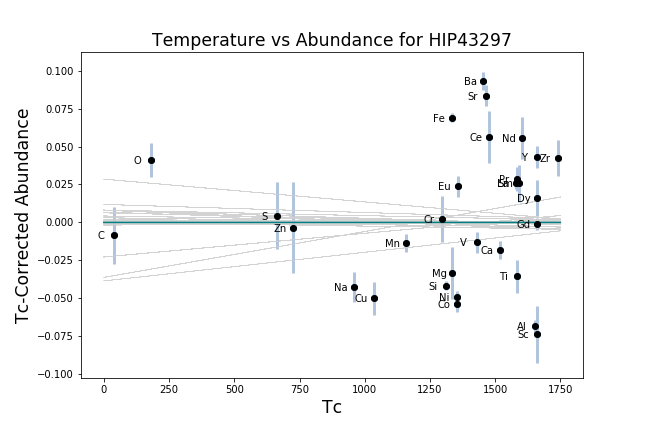 Temperature vs Abundance for HIP43297
Tc-Corrected Abundance
0.100
0.075
0.050
0.025
0.000
−0.025
−0.050
−0.075
−0.100
Ba
Sr
Fe
Ce
Nd
O
Y
Zr
Pr
Eu
Dy
S
Cr
Gd
Zn
C
Mn
V
Ca
Mg
Ti
Na
Si
Cu
Ni
Co
Al
Sc
0
250
500
750
1000
1250
1500
1750
Tc